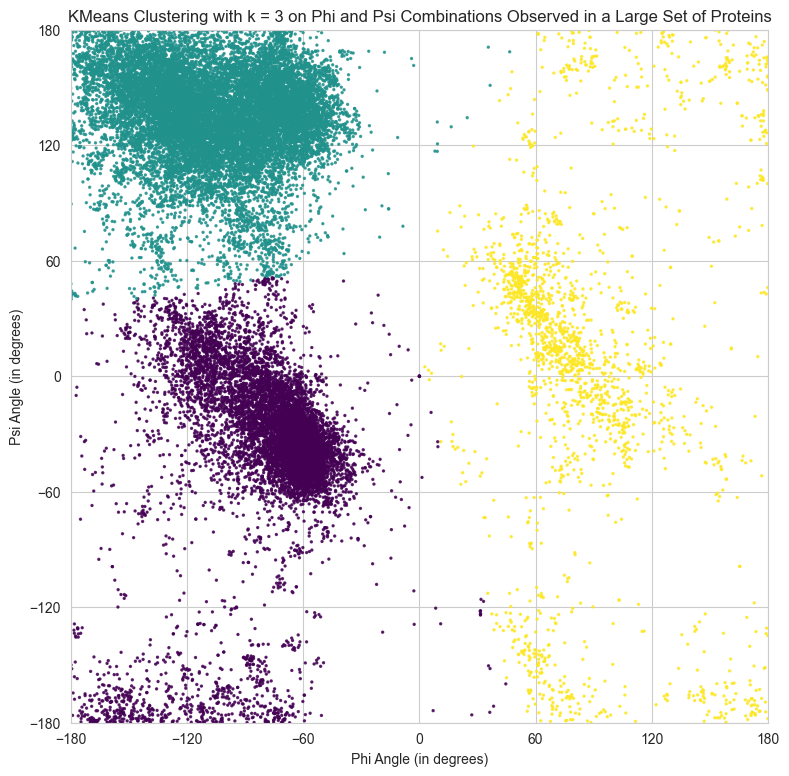 KMeans Clustering with k = 3 on Phi and Psi Combinations Observed in a Large Set of Proteins
180
120
60
0
−60
−120
−180
Psi Angle (in degrees)
−180 −120 −60 0 60 120 180
Phi Angle (in degrees)